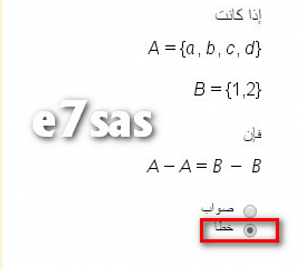 إذا كانت
A = {a, b, c, d}
B = {1,2}
e7sas
فإن
A – A = B – B
صواب
خطأ